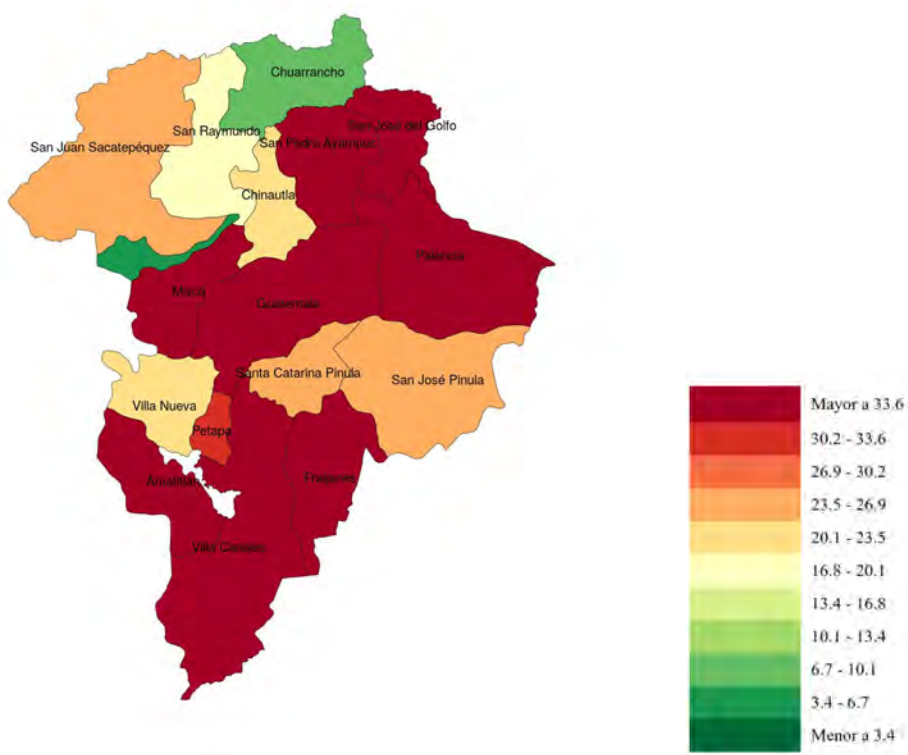 Chuarrancho
San José del Golfo
San Raymundo
San Pedro Ayampuc
San Juan Sacatepéquez
Chinautla
Palencia
Mixco
Guatemala
Santa Catarina Pinula
San José Pinula
Villa Nueva
Petapa
Amatitlán
Fraijanes
Villa Canales
Mayor a 33.6
30.2 - 33.6
26.9 - 30.2
23.5 - 26.9
20.1 - 23.5
16.8 - 20.1
13.4 - 16.8
10.1 - 13.4
6.7 - 10.1
3.4 - 6.7
Menor a 3.4